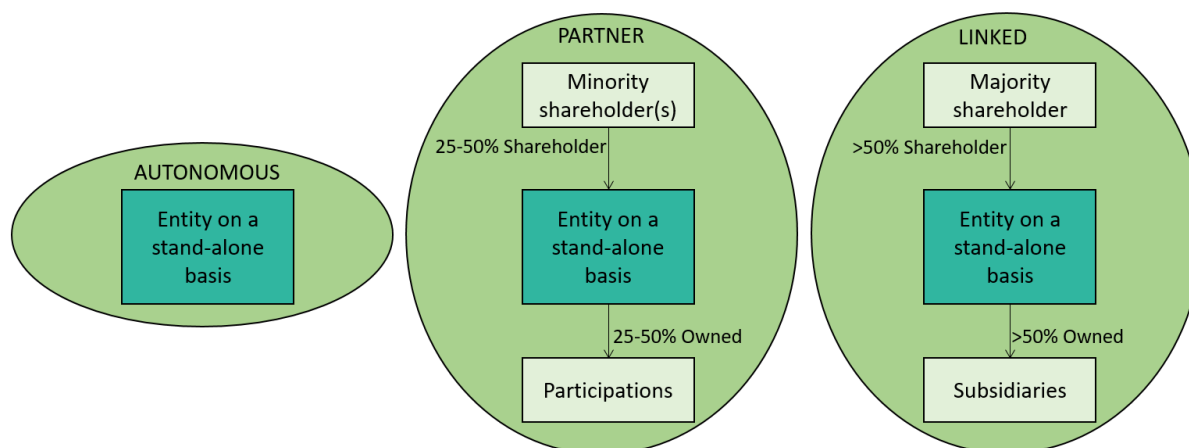 AUTONOMOUS
Entity on a
stand-alone
basis
PARTNER
Minority
shareholder(s)
25-50% Shareholder
Entity on a
stand-alone
basis
25-50% Owned
Participations
LINKED
Majority
shareholder
>50% Shareholder
Entity on a
stand-alone
basis
>50% Owned
Subsidiaries